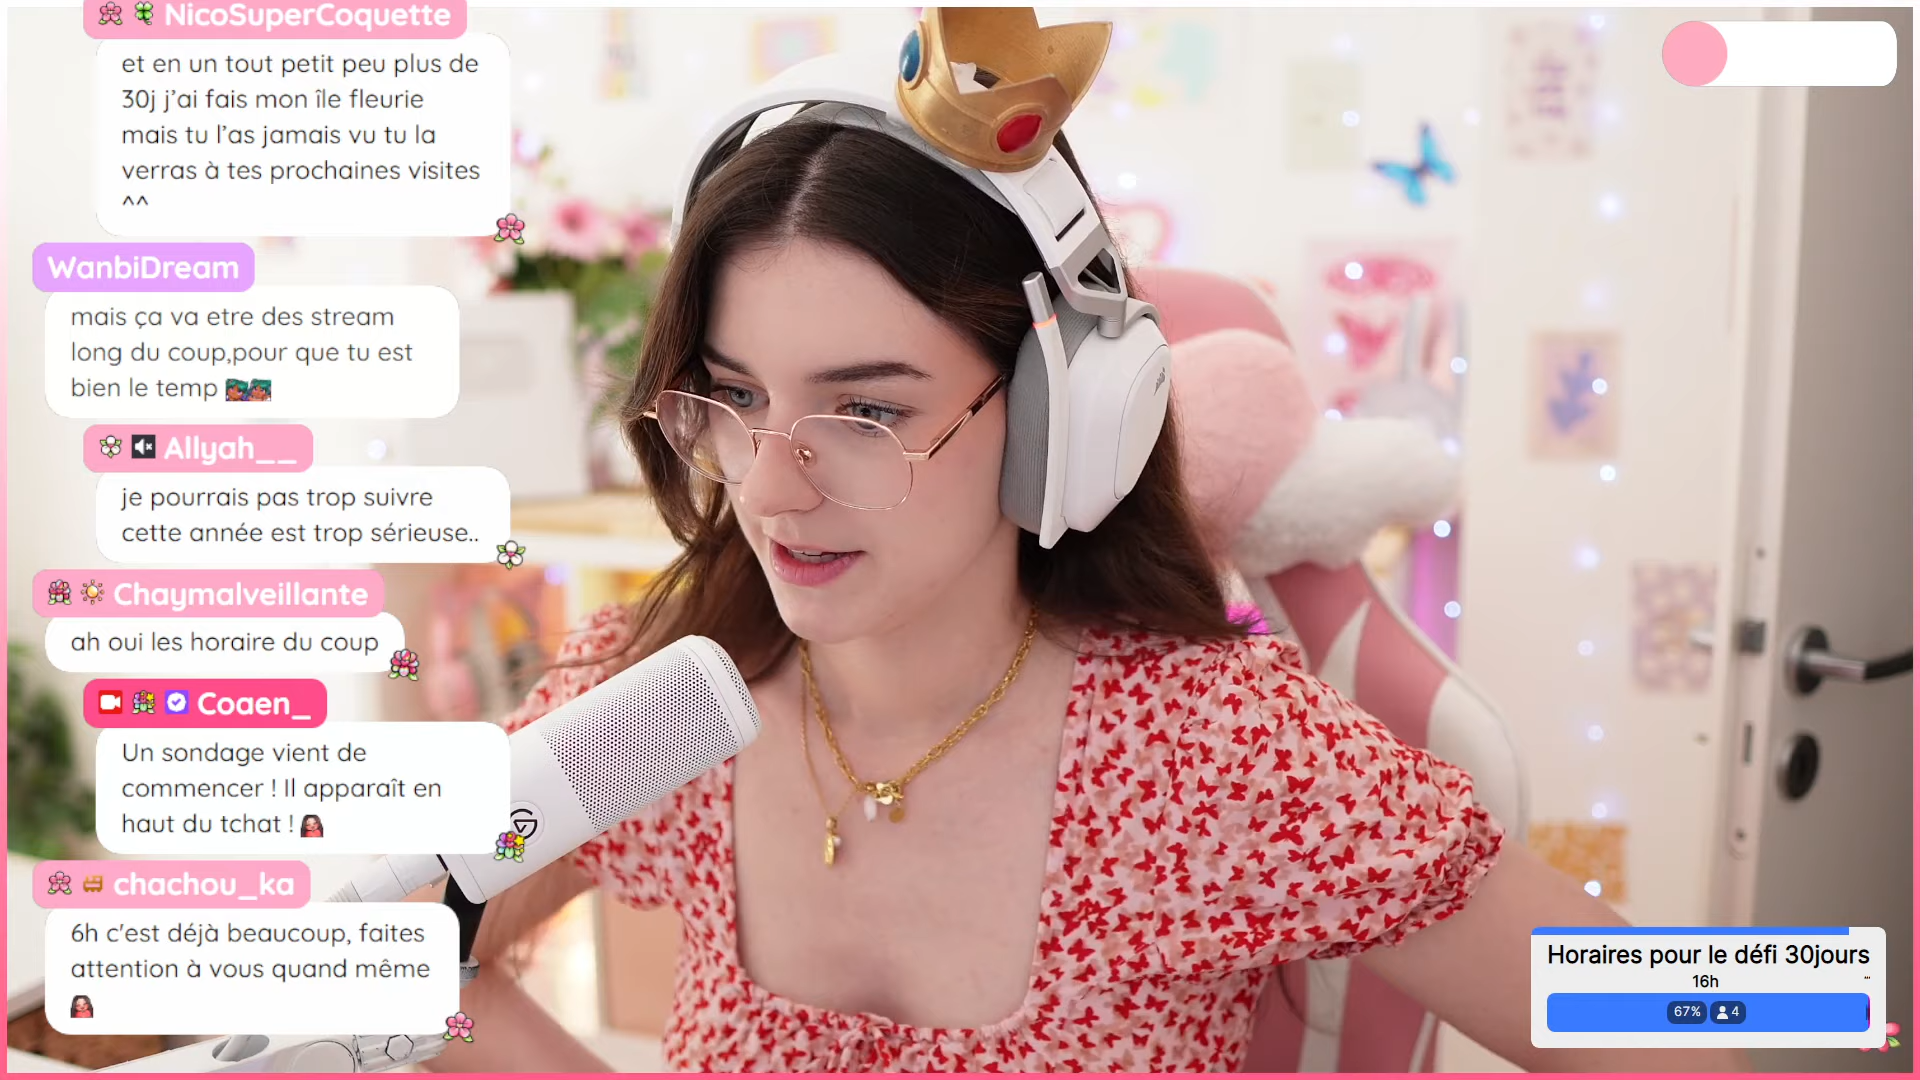 NicoSuperCoquette
et en un tout petit peu plus de
30j j’ai fais mon île fleurie
mais tu l’as jamais vu tu la
verras à tes prochaines visites
^^
WanbiDream
mais ça va etre des stream
long du coup,pour que tu est
bien le temp
Allyah__
je pourrais pas trop suivre
cette année est trop sérieuse..
Chaymalveillante
ah oui les horaire du coup
Coaen_
Un sondage vient de
commencer ! Il apparaît en
haut du tchat !
chachou_ka
6h c'est déjà beaucoup, faites
attention à vous quand même
Horaires pour le défi 30jours
16h
67% 4